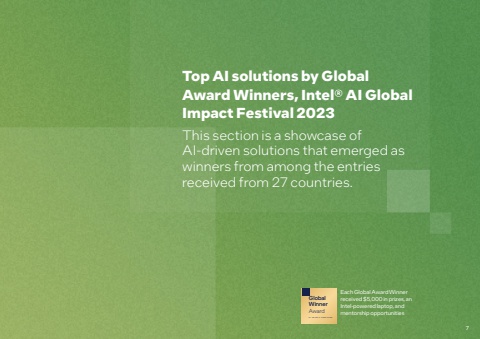 Top AI solutions by Global
Award Winners, Intel® AI Global
Impact Festival 2023
This section is a showcase of
AI-driven solutions that emerged as
winners from among the entries
received from 27 countries.
Global
Winner
Award
Each Global Award Winner
received $5,000 in prizes, an
Intel-powered laptop, and
mentorship opportunities
7